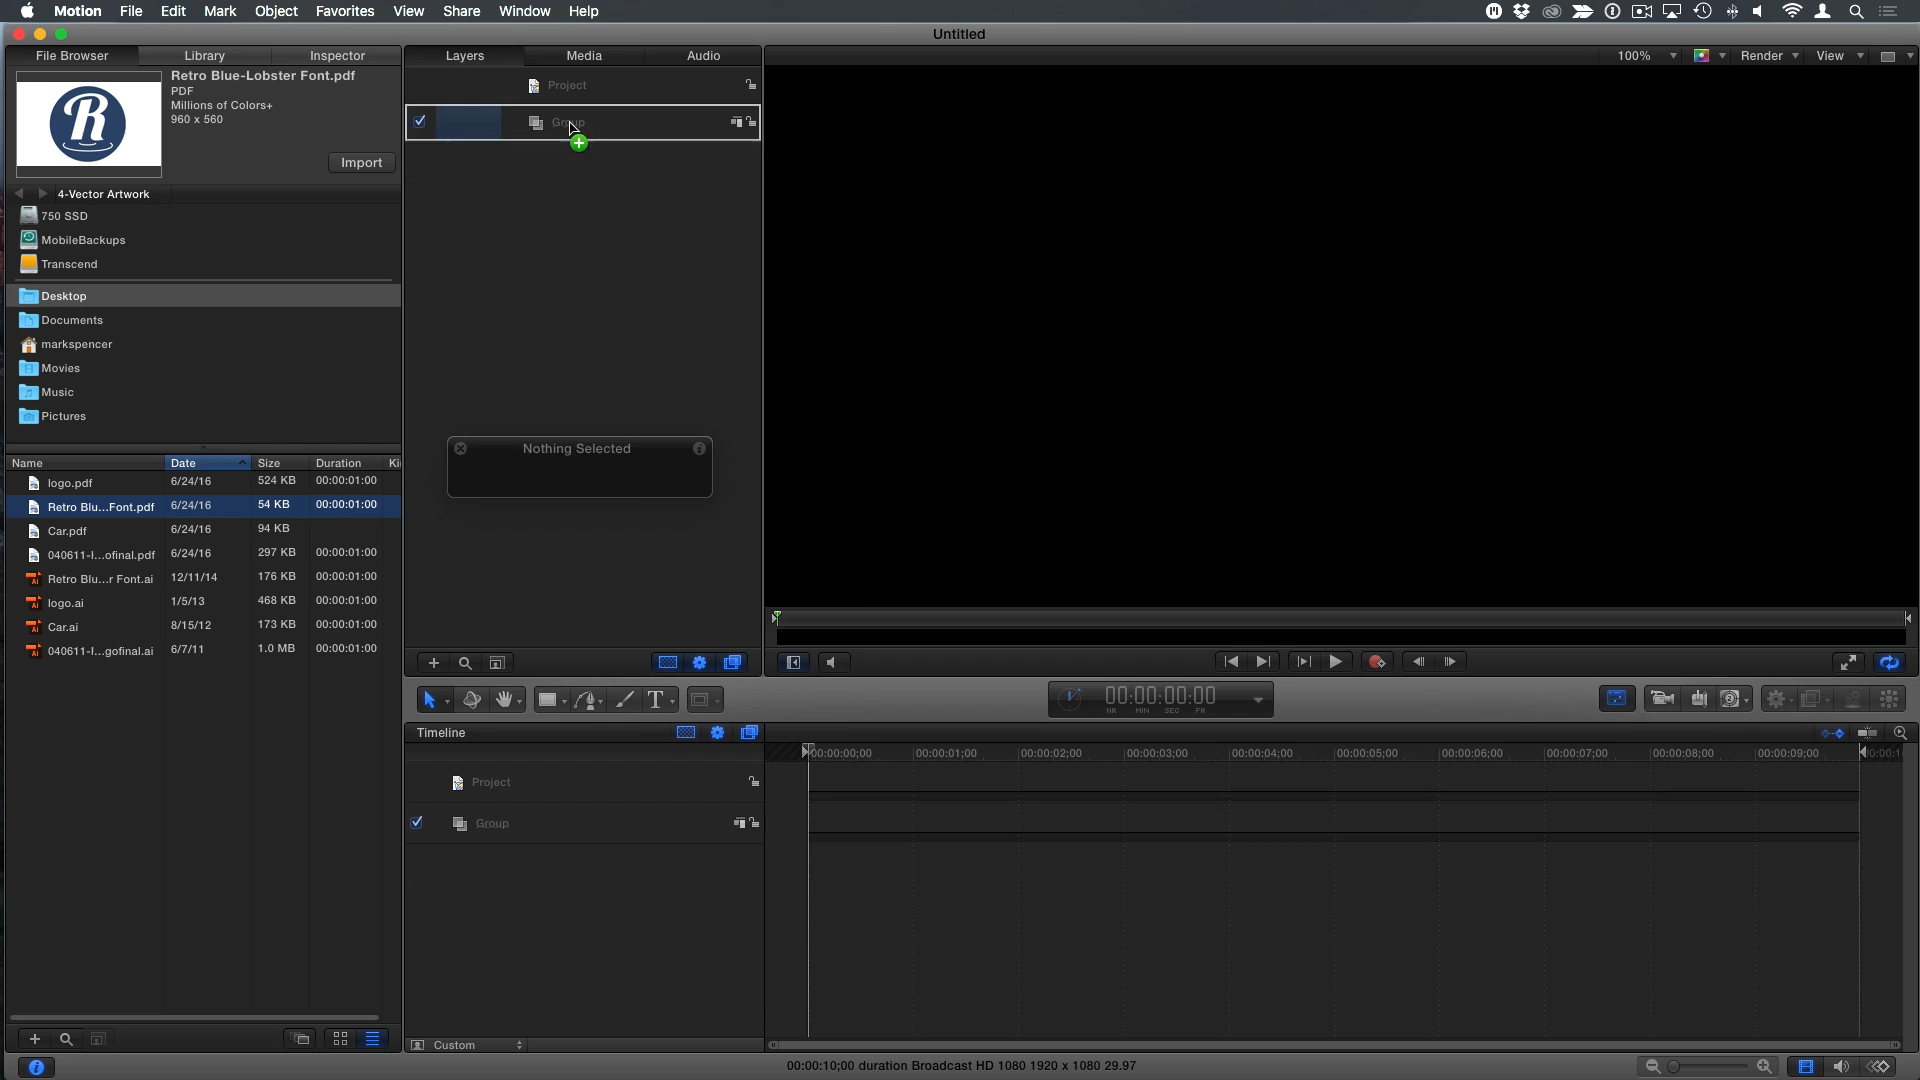 Motion File Edit Mark Object Favorites View Share Window Help
Untitled
File Browser Library Inspector
Layers Media Audio
100% Render View
R
Retro Blue-Lobster Font.pdf
PDF
Millions of Colors+
960 x 560
Import
Project
Group
4-Vector Artwork
750 SSD
MobileBackups
Transcend
Desktop
Documents
markspencer
Movies
Music
Pictures
Nothing Selected
Name Date Size Duration Ki
logo.pdf 6/24/16 524 KB 00:00:01:00
Retro Blu...Font.pdf 6/24/16 54 KB 00:00:01:00
Car.pdf 6/24/16 94 KB
040611-l...ofinal.pdf 6/24/16 297 KB 00:00:01:00
Retro Blu...r Font.ai 12/11/14 176 KB 00:00:01:00
logo.ai 1/5/13 468 KB 00:00:01:00
Car.ai 8/15/12 173 KB 00:00:01:00
040611-l...gofinal.ai 6/7/11 1.0 MB 00:00:01:00
T
00:00:00:00
HR MIN SEC FR
Timeline
00:00:00;00 00:00:01;00 00:00:02;00 00:00:03;00 00:00:04;00 00:00:05;00 00:00:06;00 00:00:07;00 00:00:08;00 00:00:09;00 00:00:1
Project
Group
Custom
00:00:10;00 duration Broadcast HD 1080 1920 x 1080 29.97